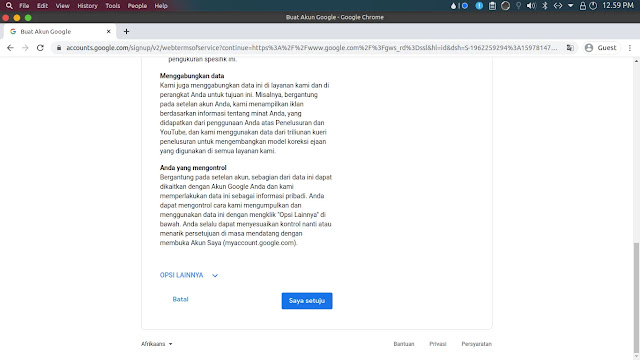 File Edit View History Tools People Help 12.59 PM
Buat Akun Google - Google Chrome
Buat Akun Google
accounts.google.com/signup/v2/webtermsofservice?continue=https%3A%2F%2Fwww.google.com%2F%3Fgws_rd%3Dssl&hl=id&dsh=S-1962259294%3A15978147... Guest
pengukuran spesifik ini.
Menggabungkan data
Kami juga menggabungkan data ini di layanan kami dan di
perangkat Anda untuk tujuan ini. Misalnya, bergantung
pada setelan akun Anda, kami menampilkan iklan
berdasarkan informasi tentang minat Anda, yang
didapatkan dari penggunaan Anda atas Penelusuran dan
YouTube, dan kami menggunakan data dari triliunan kueri
penelusuran untuk mengembangkan model koreksi ejaan
yang digunakan di semua layanan kami.
Anda yang mengontrol
Bergantung pada setelan akun, sebagian dari data ini dapat
dikaitkan dengan Akun Google Anda dan kami
memperlakukan data ini sebagai informasi pribadi. Anda
dapat mengontrol cara kami mengumpulkan dan
menggunakan data ini dengan mengklik "Opsi Lainnya" di
bawah. Anda selalu dapat menyesuaikan kontrol nanti atau
menarik persetujuan di masa mendatang dengan
membuka Akun Saya (myaccount.google.com).
OPSI LAINNYA
Batal Saya setuju
Afrikaans Bantuan Privasi Persyaratan